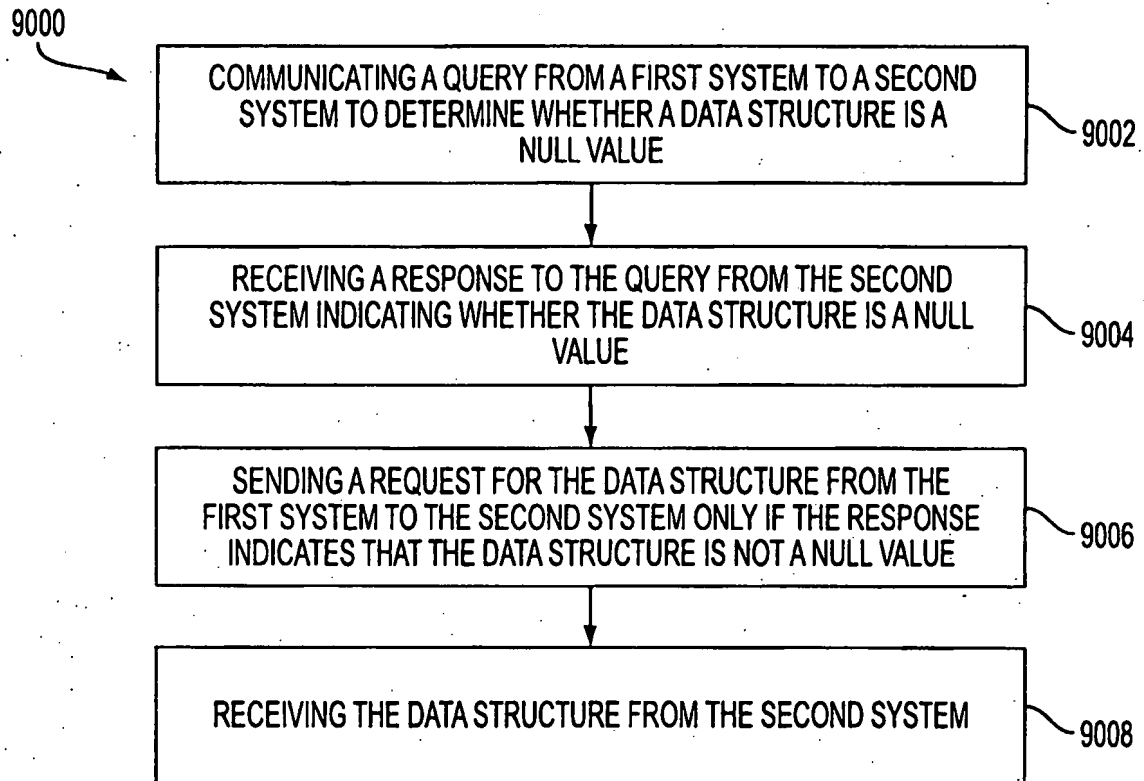 9000
COMMUNICATING A QUERY FROM A FIRST SYSTEM TO A SECOND
SYSTEM TO DETERMINE WHETHER A DATA STRUCTURE IS A
NULL VALUE
9002
RECEIVING A RESPONSE TO THE QUERY FROM THE SECOND
SYSTEM INDICATING WHETHER THE DATA STRUCTURE IS A NULL
VALUE
9004
SENDING A REQUEST FOR THE DATA STRUCTURE FROM THE
FIRST SYSTEM TO THE SECOND SYSTEM ONLY IF THE RESPONSE
INDICATES THAT THE DATA STRUCTURE IS NOT A NULL VALUE
9006
RECEIVING THE DATA STRUCTURE FROM THE SECOND SYSTEM
9008